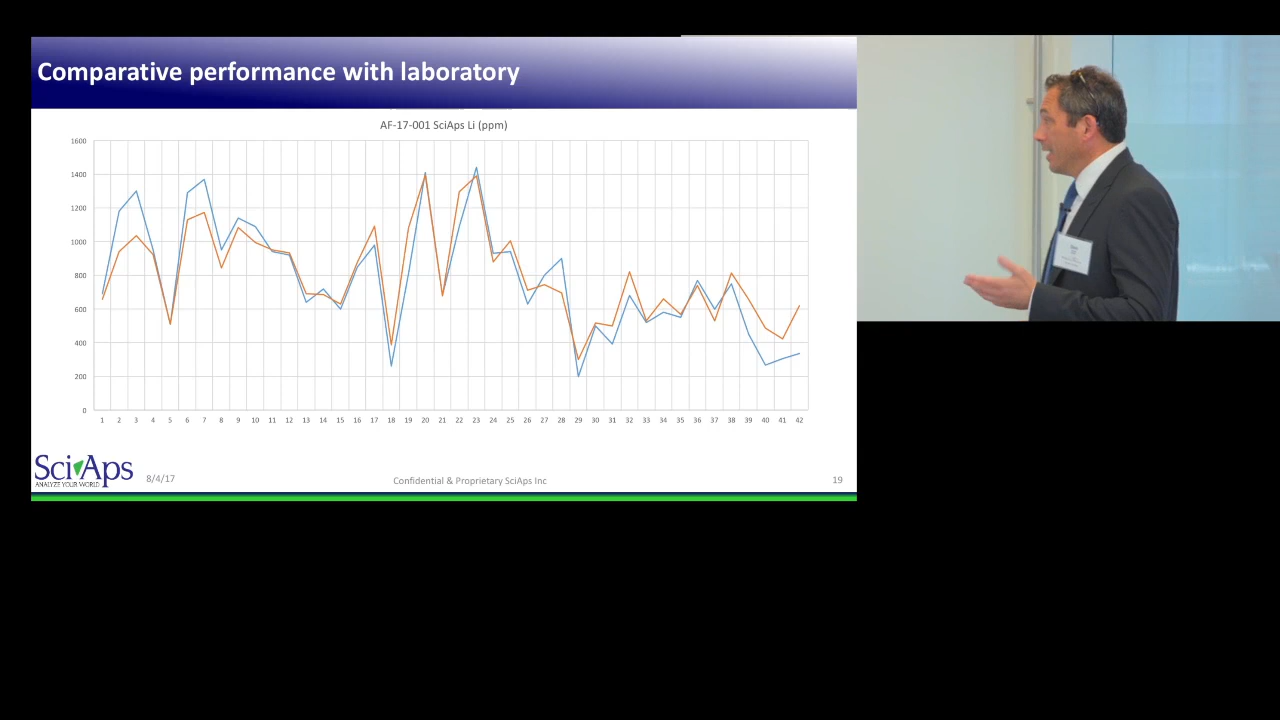 Comparative performance with laboratory
AF-17-001 SciAps Li (ppm)
1600
1400
1200
1000
800
600
400
200
0
1 2 3 4 5 6 7 8 9 10 11 12 13 14 15 16 17 18 19 20 21 22 23 24 25 26 27 28 29 30 31 32 33 34 35 36 37 38 39 40 41 42
SciAps
ANALYZE YOUR WORLD
8/4/17
Confidential & Proprietary SciAps Inc
19